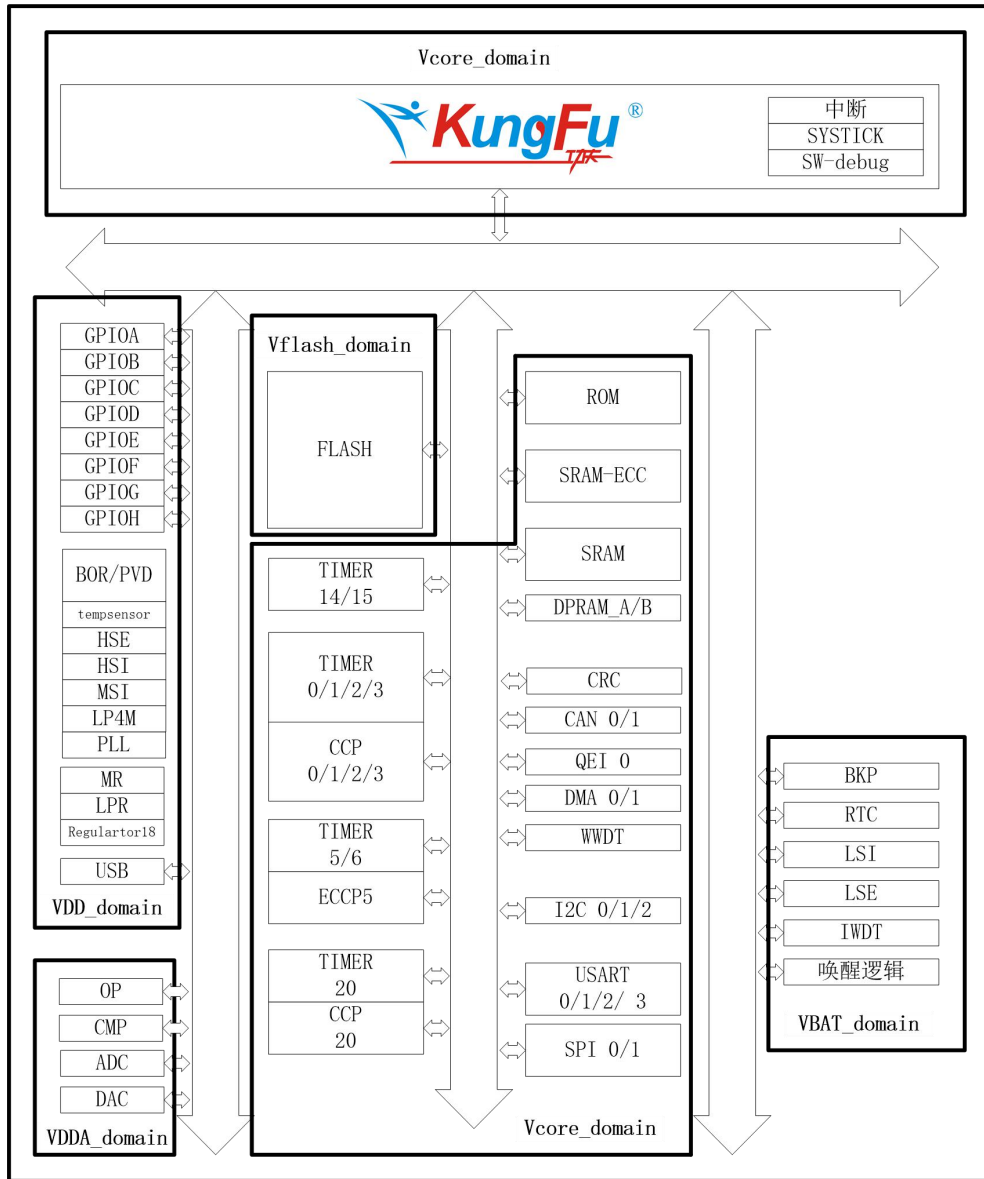 Vcore_domain
KungFu®
功夫
中断
SYSTICK
SW-debug
GPIOA
GPIOB
GPIOC
GPIOD
GPIOE
GPIOF
GPIOG
GPIOH
BOR/PVD
tempsensor
HSE
HSI
MSI
LP4M
PLL
MR
LPR
Regulartor18
USB
VDD_domain
OP
CMP
ADC
DAC
VDDA_domain
Vflash_domain
FLASH
TIMER
14/15
TIMER
0/1/2/3
CCP
0/1/2/3
TIMER
5/6
ECCP5
TIMER
20
CCP
20
ROM
SRAM-ECC
SRAM
DPRAM_A/B
CRC
CAN 0/1
QEI 0
DMA 0/1
WWDT
I2C 0/1/2
USART
0/1/2/ 3
SPI 0/1
Vcore_domain
BKP
RTC
LSI
LSE
IWDT
唤醒逻辑
VBAT_domain